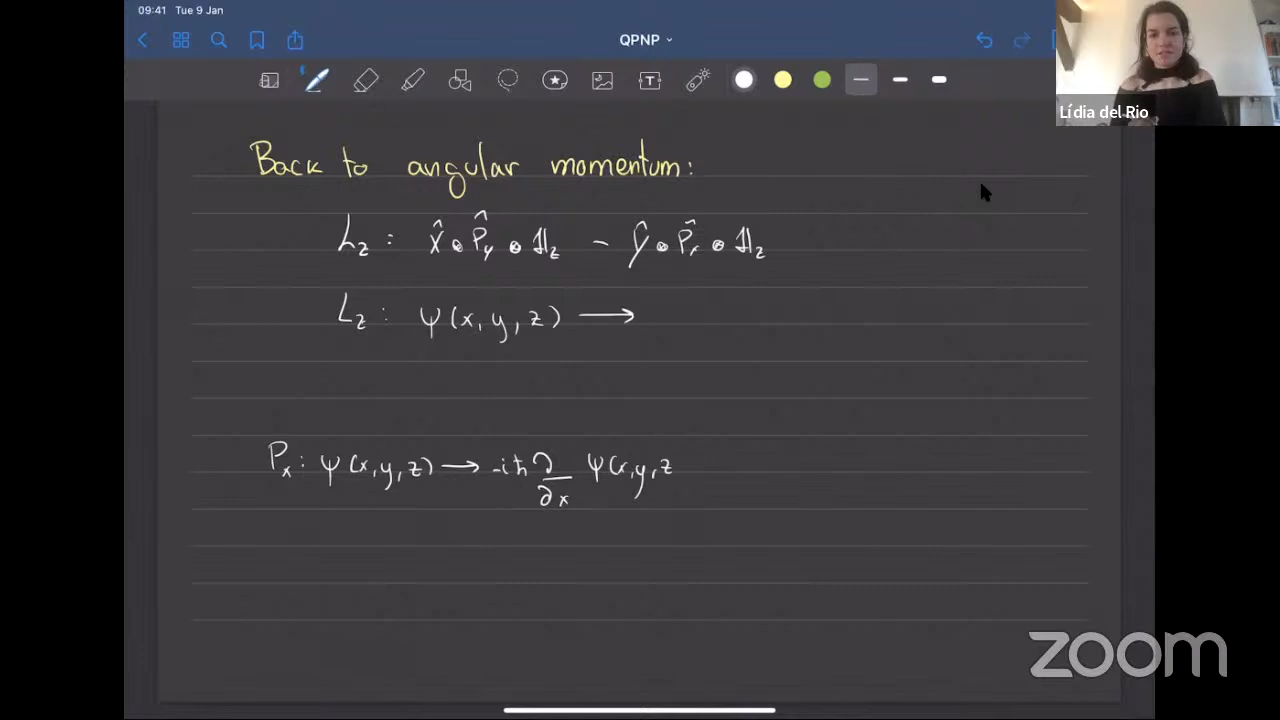 09:41 Tue 9 Jan
QPNP
T
Lídia del Rio
Back to angular momentum:
L_z : x̂ ⊗ P̂_y ⊗ 𝟙_z - ŷ ⊗ P̂_x ⊗ 𝟙_z
L_z : ψ(x, y, z) ⟶
P_x : ψ(x, y, z) ⟶ -iħ ∂/∂x ψ(x, y, z
zoom